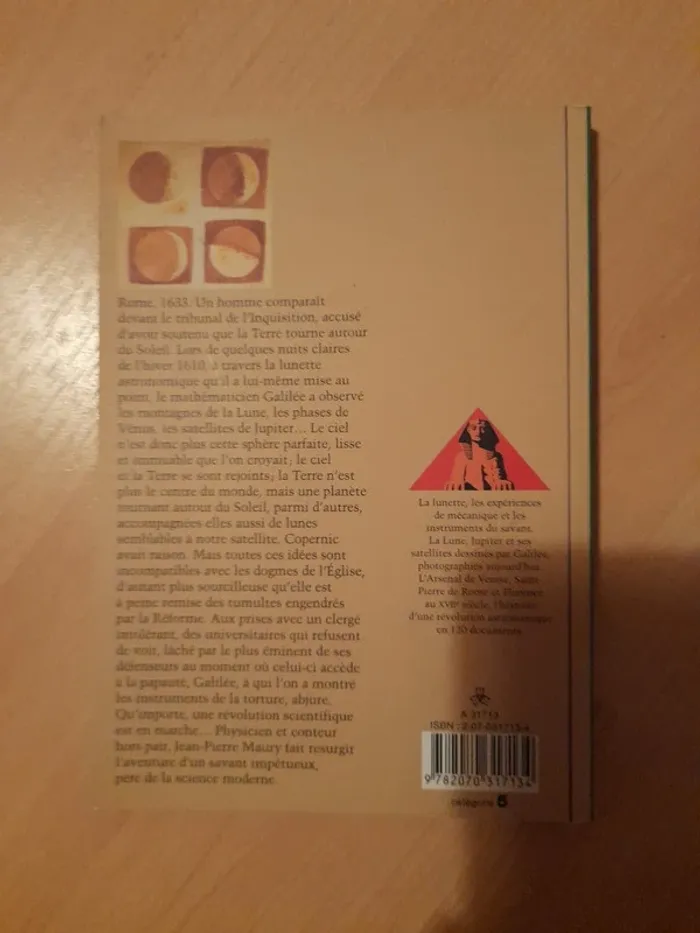 Rome, 1633. Un homme comparaît
devant le tribunal de l'Inquisition, accusé
d'avoir soutenu que la Terre tourne autour
du Soleil. Lors de quelques nuits claires
de l'hiver 1610, à travers la lunette
astronomique qu'il a lui-même mise au
point, le mathématicien Galilée a observé
les montagnes de la Lune, les phases de
Vénus, les satellites de Jupiter... Le ciel
n'est donc plus cette sphère parfaite, lisse
et immuable que l'on croyait; le ciel
et la Terre se sont rejoints; la Terre n'est
plus le centre du monde, mais une planète
tournant autour du Soleil, parmi d'autres,
accompagnées elles aussi de lunes
semblables à notre satellite. Copernic
avait raison. Mais toutes ces idées sont
incompatibles avec les dogmes de l'Église,
d'autant plus sourcilleuse qu'elle est
à peine remise des tumultes engendrés
par la Réforme. Aux prises avec un clergé
intolérant, des universitaires qui refusent
de voir, lâché par le plus éminent de ses
défenseurs au moment où celui-ci accède
à la papauté, Galilée, à qui l'on a montré
les instruments de la torture, abjure.
Qu'importe, une révolution scientifique
est en marche... Physicien et conteur
hors pair, Jean-Pierre Maury fait resurgir
l'aventure d'un savant impétueux,
père de la science moderne.
La lunette, les expériences
de mécanique et les
instruments du savant.
La Lune, Jupiter et ses
satellites dessinés par Galilée,
photographiés aujourd'hui.
L'Arsenal de Venise, Saint-
Pierre de Rome et Florence
au XVIIe siècle, l'histoire
d'une révolution astronomique
en 120 documents.
A 31713
ISBN : 2-07-031713-4
9 782070 317134
catégorie 5